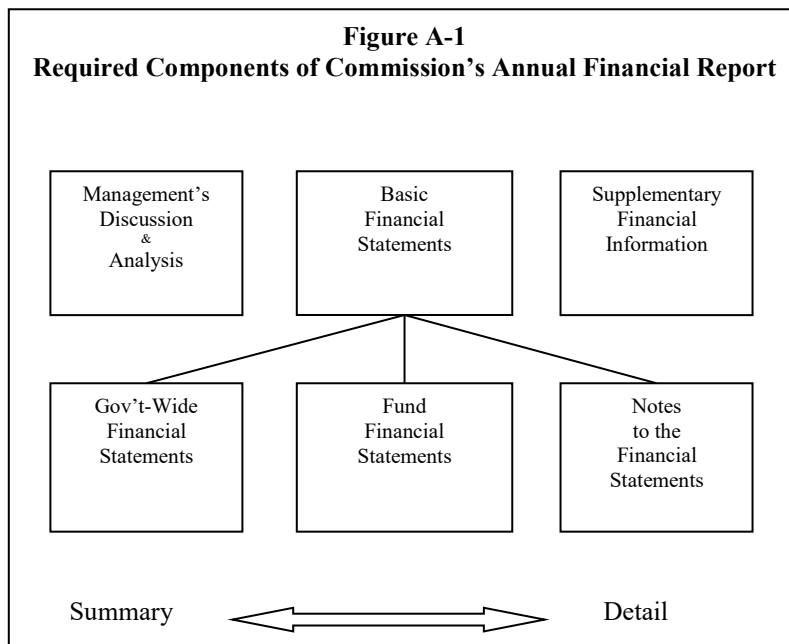 Figure A-1
Required Components of Commission’s Annual Financial Report
Management’s
Discussion
&
Analysis
Basic
Financial
Statements
Supplementary
Financial
Information
Gov’t-Wide
Financial
Statements
Fund
Financial
Statements
Notes
to the
Financial
Statements
Summary
Detail